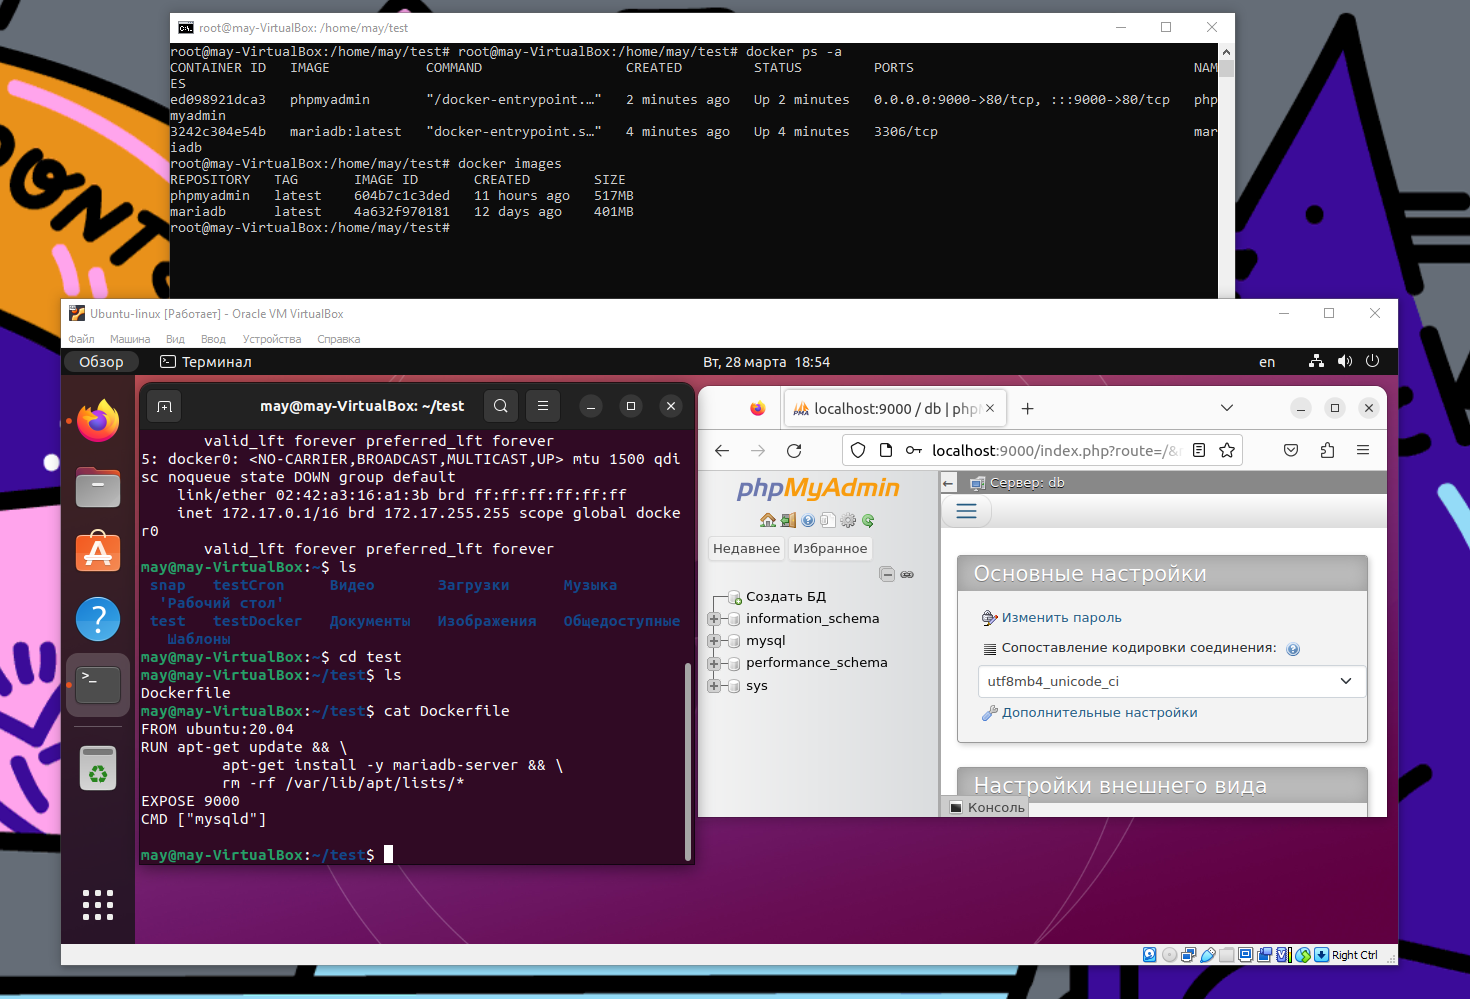 root@may-VirtualBox: /home/may/test
root@may-VirtualBox:/home/may/test# root@may-VirtualBox:/home/may/test# docker ps -a
CONTAINER ID   IMAGE            COMMAND                  CREATED         STATUS         PORTS                                   NAM
ES
ed098921dca3   phpmyadmin       "/docker-entrypoint.…"   2 minutes ago   Up 2 minutes   0.0.0.0:9000->80/tcp, :::9000->80/tcp   php
myadmin
3242c304e54b   mariadb:latest   "docker-entrypoint.s…"   4 minutes ago   Up 4 minutes   3306/tcp                                mar
iadb
root@may-VirtualBox:/home/may/test# docker images
REPOSITORY   TAG       IMAGE ID       CREATED        SIZE
phpmyadmin   latest    604b7c1c3ded   11 hours ago   517MB
mariadb      latest    4a632f970181   12 days ago    401MB
root@may-VirtualBox:/home/may/test#
Ubuntu-linux [Работает] - Oracle VM VirtualBox
Файл Машина Вид Ввод Устройства Справка
Обзор Терминал Вт, 28 марта 18:54 en
may@may-VirtualBox: ~/test
valid_lft forever preferred_lft forever
5: docker0: <NO-CARRIER,BROADCAST,MULTICAST,UP> mtu 1500 qdi
sc noqueue state DOWN group default
link/ether 02:42:a3:16:a1:3b brd ff:ff:ff:ff:ff:ff
inet 172.17.0.1/16 brd 172.17.255.255 scope global docke
r0
valid_lft forever preferred_lft forever
may@may-VirtualBox:~$ ls
snap testCron Видео Загрузки Музыка
'Рабочий стол'
test testDocker Документы Изображения Общедоступные
Шаблоны
may@may-VirtualBox:~$ cd test
may@may-VirtualBox:~/test$ ls
Dockerfile
may@may-VirtualBox:~/test$ cat Dockerfile
FROM ubuntu:20.04
RUN apt-get update && \
apt-get install -y mariadb-server && \
rm -rf /var/lib/apt/lists/*
EXPOSE 9000
CMD ["mysqld"]
may@may-VirtualBox:~/test$
localhost:9000 / db | php
localhost:9000/index.php?route=/&
phpMyAdmin
Недавнее Избранное
Создать БД
information_schema
mysql
performance_schema
sys
Сервер: db
Основные настройки
Изменить пароль
Сопоставление кодировки соединения:
utf8mb4_unicode_ci
Дополнительные настройки
Настройки внешнего вида
Консоль
Right Ctrl